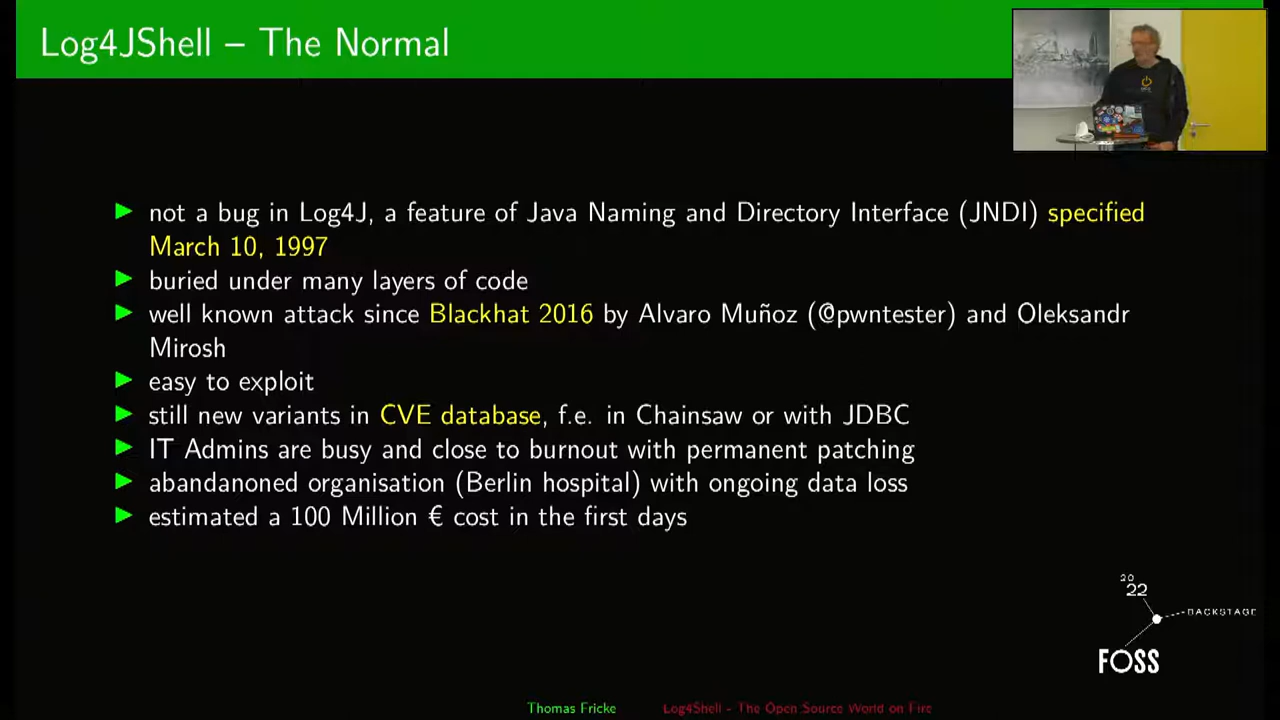 Log4JShell – The Normal
▶ not a bug in Log4J, a feature of Java Naming and Directory Interface (JNDI) specified
March 10, 1997
▶ buried under many layers of code
▶ well known attack since Blackhat 2016 by Alvaro Muñoz (@pwntester) and Oleksandr
Mirosh
▶ easy to exploit
▶ still new variants in CVE database, f.e. in Chainsaw or with JDBC
▶ IT Admins are busy and close to burnout with permanent patching
▶ abandanoned organisation (Berlin hospital) with ongoing data loss
▶ estimated a 100 Million € cost in the first days
20
22
BACKSTAGE
FOSS
Thomas Fricke Log4Shell - The Open Source World on Fire